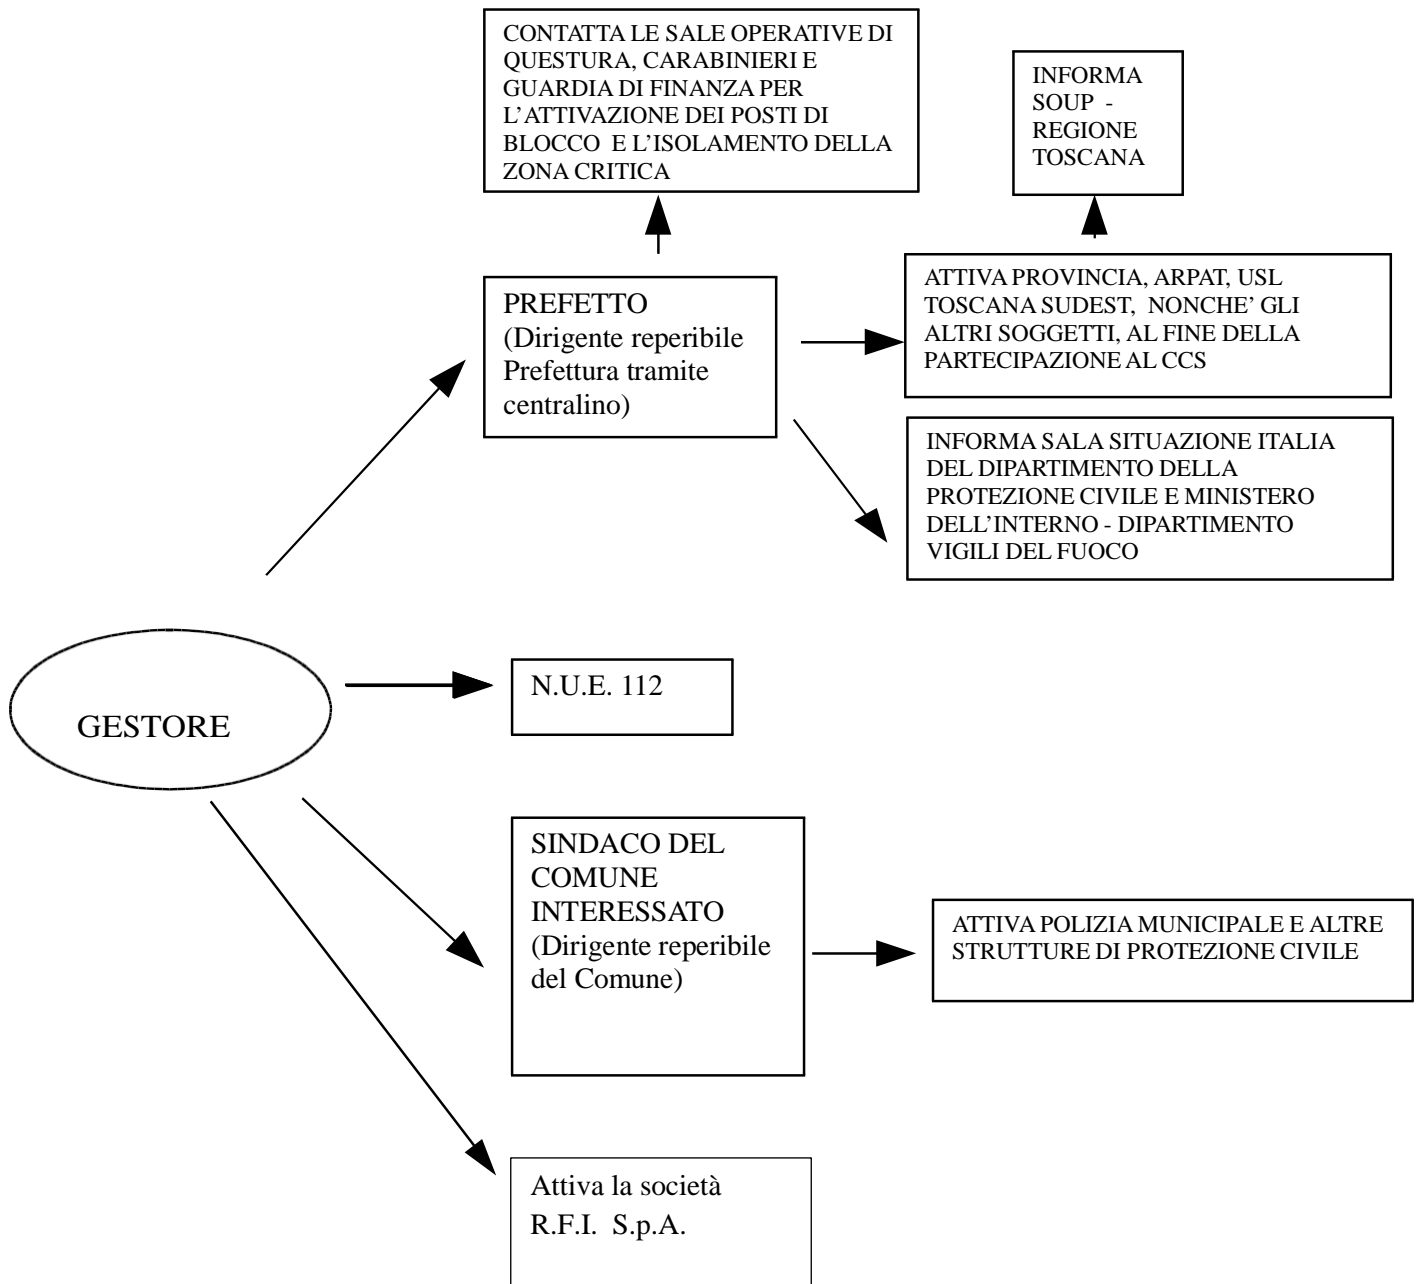 CONTATTA LE SALE OPERATIVE DI
QUESTURA, CARABINIERI E
GUARDIA DI FINANZA PER
L’ATTIVAZIONE DEI POSTI DI
BLOCCO E L’ISOLAMENTO DELLA
ZONA CRITICA
INFORMA
SOUP -
REGIONE
TOSCANA
PREFETTO
(Dirigente reperibile
Prefettura tramite
centralino)
ATTIVA PROVINCIA, ARPAT, USL
TOSCANA SUDEST, NONCHE’ GLI
ALTRI SOGGETTI, AL FINE DELLA
PARTECIPAZIONE AL CCS
INFORMA SALA SITUAZIONE ITALIA
DEL DIPARTIMENTO DELLA
PROTEZIONE CIVILE E MINISTERO
DELL’INTERNO - DIPARTIMENTO
VIGILI DEL FUOCO
GESTORE
N.U.E. 112
SINDACO DEL
COMUNE
INTERESSATO
(Dirigente reperibile
del Comune)
ATTIVA POLIZIA MUNICIPALE E ALTRE
STRUTTURE DI PROTEZIONE CIVILE
Attiva la società
R.F.I. S.p.A.